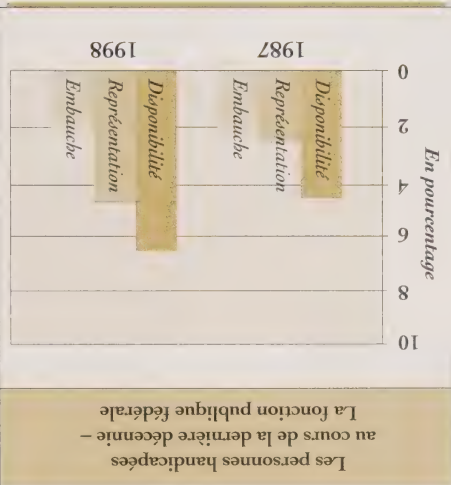 Les personnes handicapées
au cours de la dernière décennie –
La fonction publique fédérale
En pourcentage
10
8
6
4
2
0
Disponibilité
Représentation
Embauche
Disponibilité
Représentation
Embauche
1987
1998